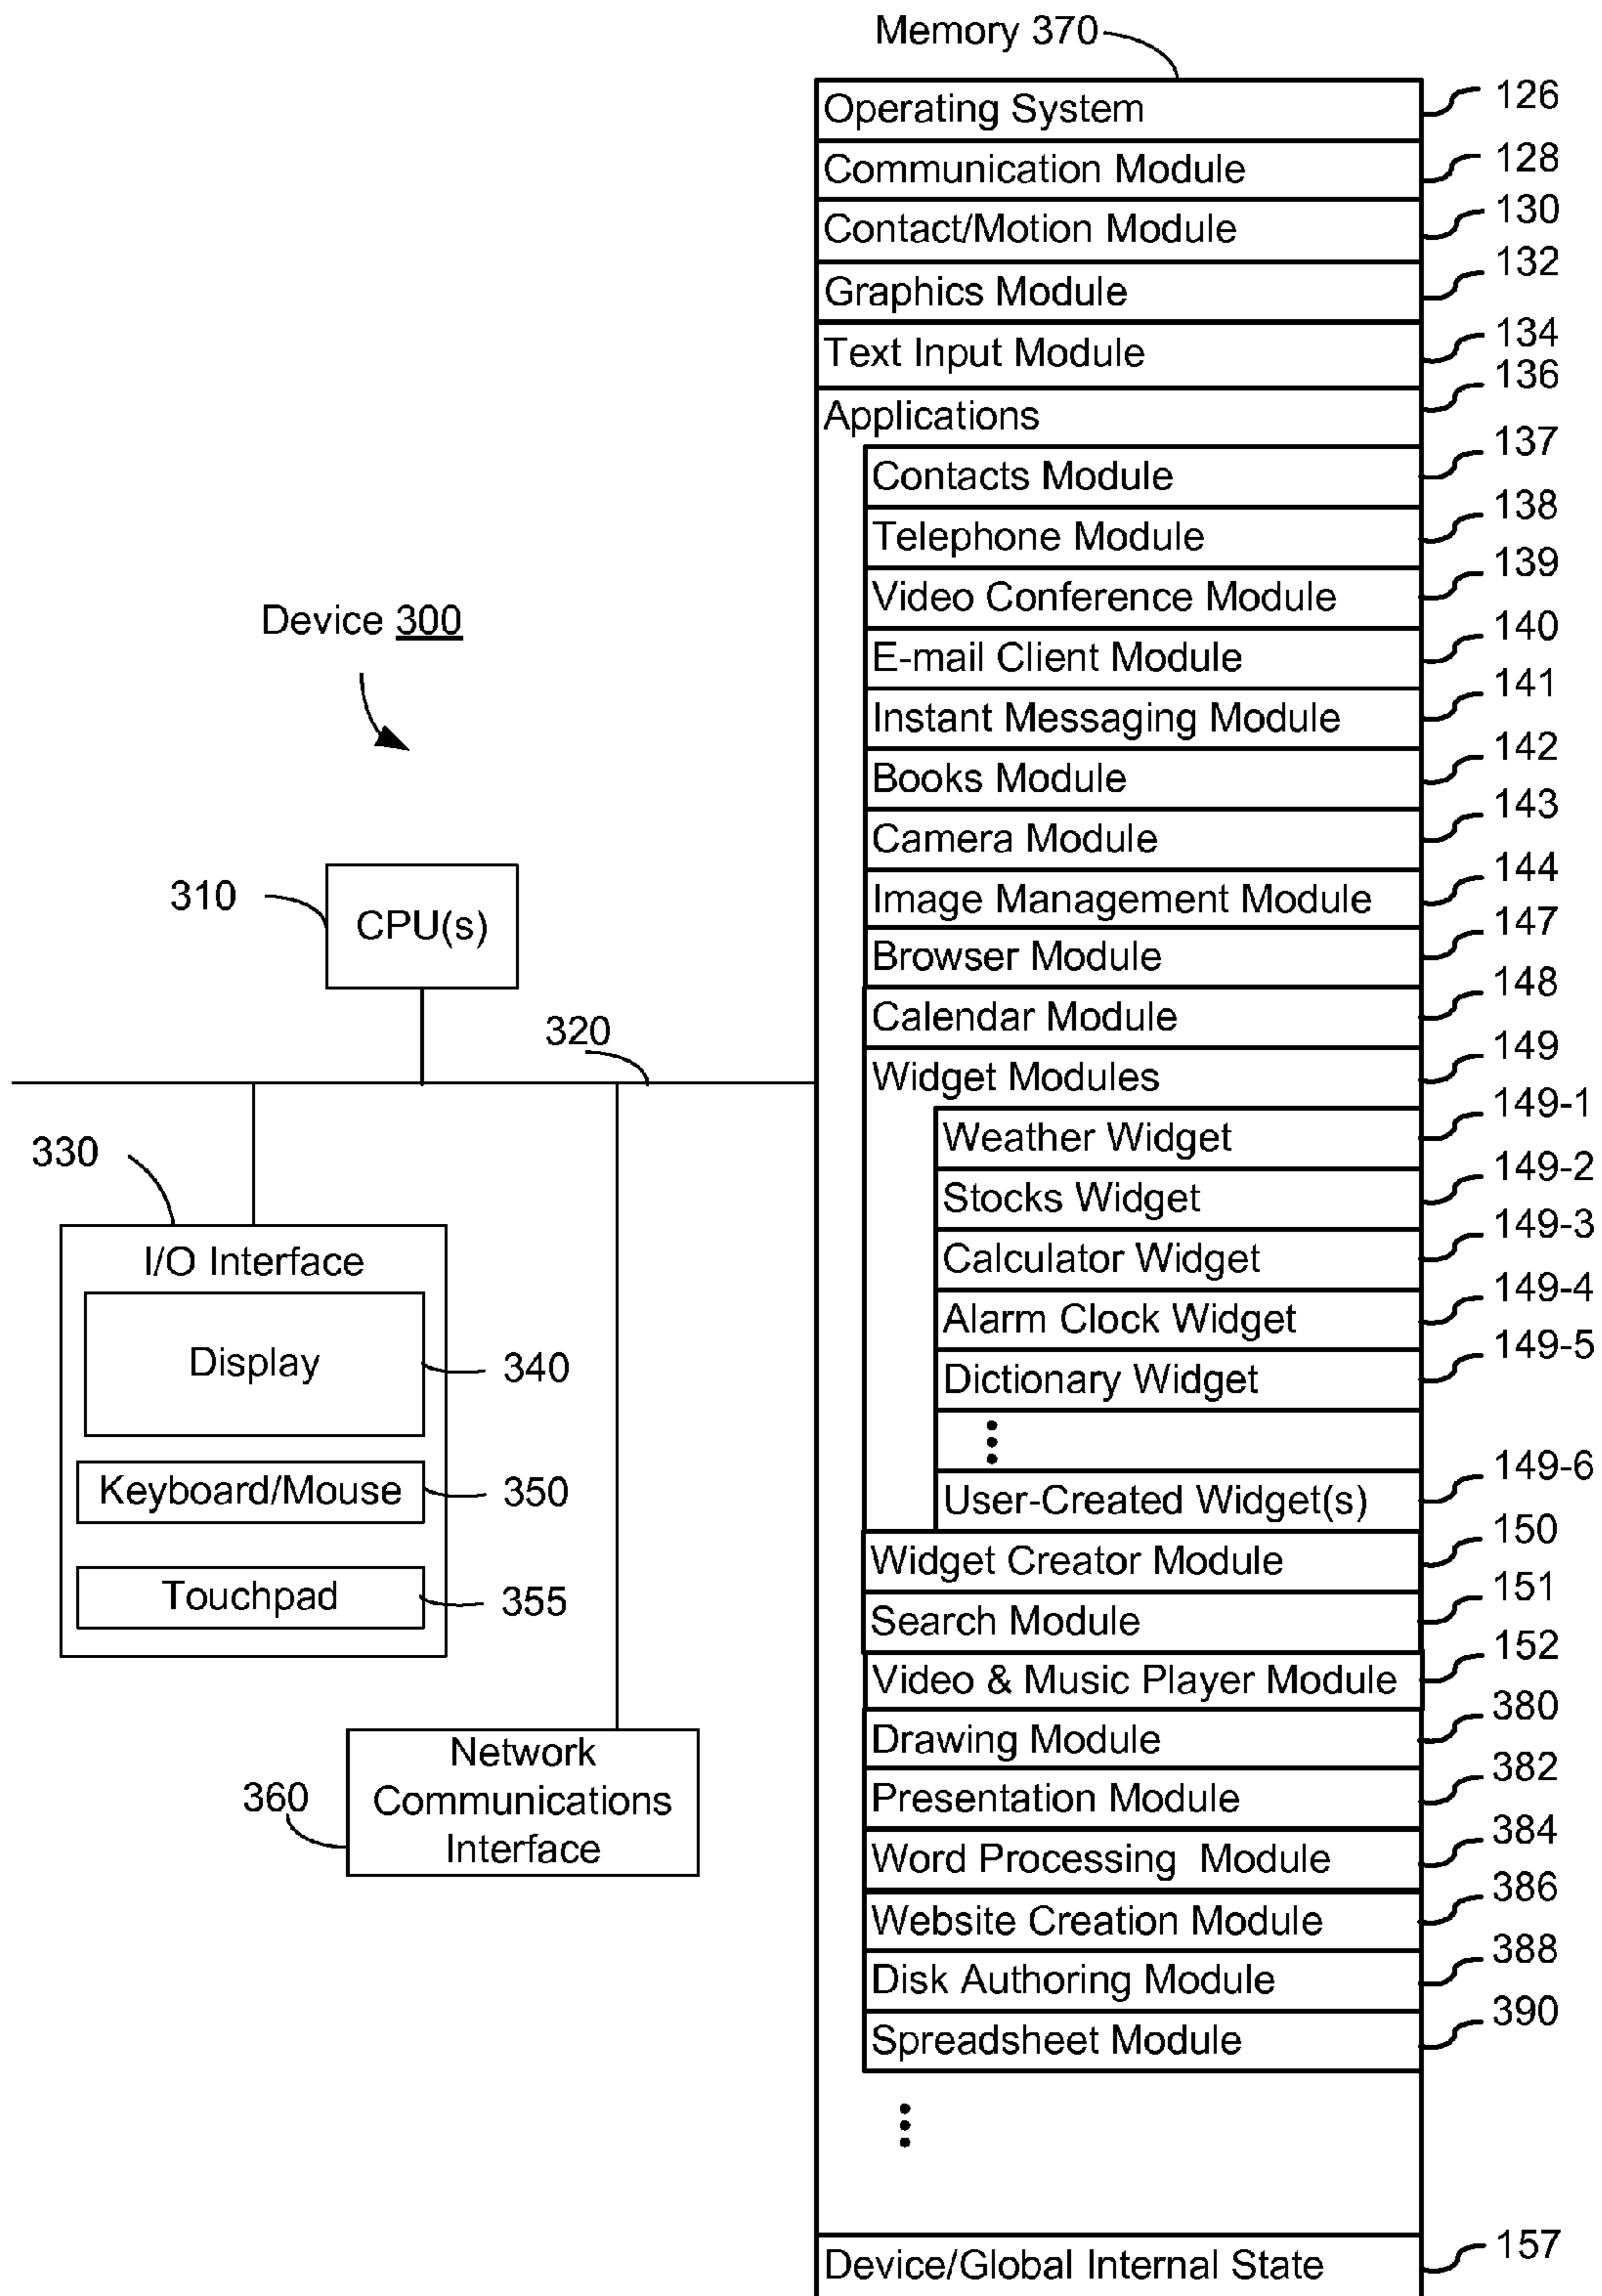 Memory 370
Operating System 126
Communication Module 128
Contact/Motion Module 130
Graphics Module 132
Text Input Module 134
Applications 136
Contacts Module 137
Telephone Module 138
Video Conference Module 139
E-mail Client Module 140
Instant Messaging Module 141
Books Module 142
Camera Module 143
Image Management Module 144
Browser Module 147
Calendar Module 148
Widget Modules 149
Weather Widget 149-1
Stocks Widget 149-2
Calculator Widget 149-3
Alarm Clock Widget 149-4
Dictionary Widget 149-5
User-Created Widget(s) 149-6
Widget Creator Module 150
Search Module 151
Video & Music Player Module 152
Drawing Module 380
Presentation Module 382
Word Processing Module 384
Website Creation Module 386
Disk Authoring Module 388
Spreadsheet Module 390
Device/Global Internal State 157
Device 300
310
CPU(s)
320
330
I/O Interface
Display 340
Keyboard/Mouse 350
Touchpad 355
360
Network
Communications
Interface